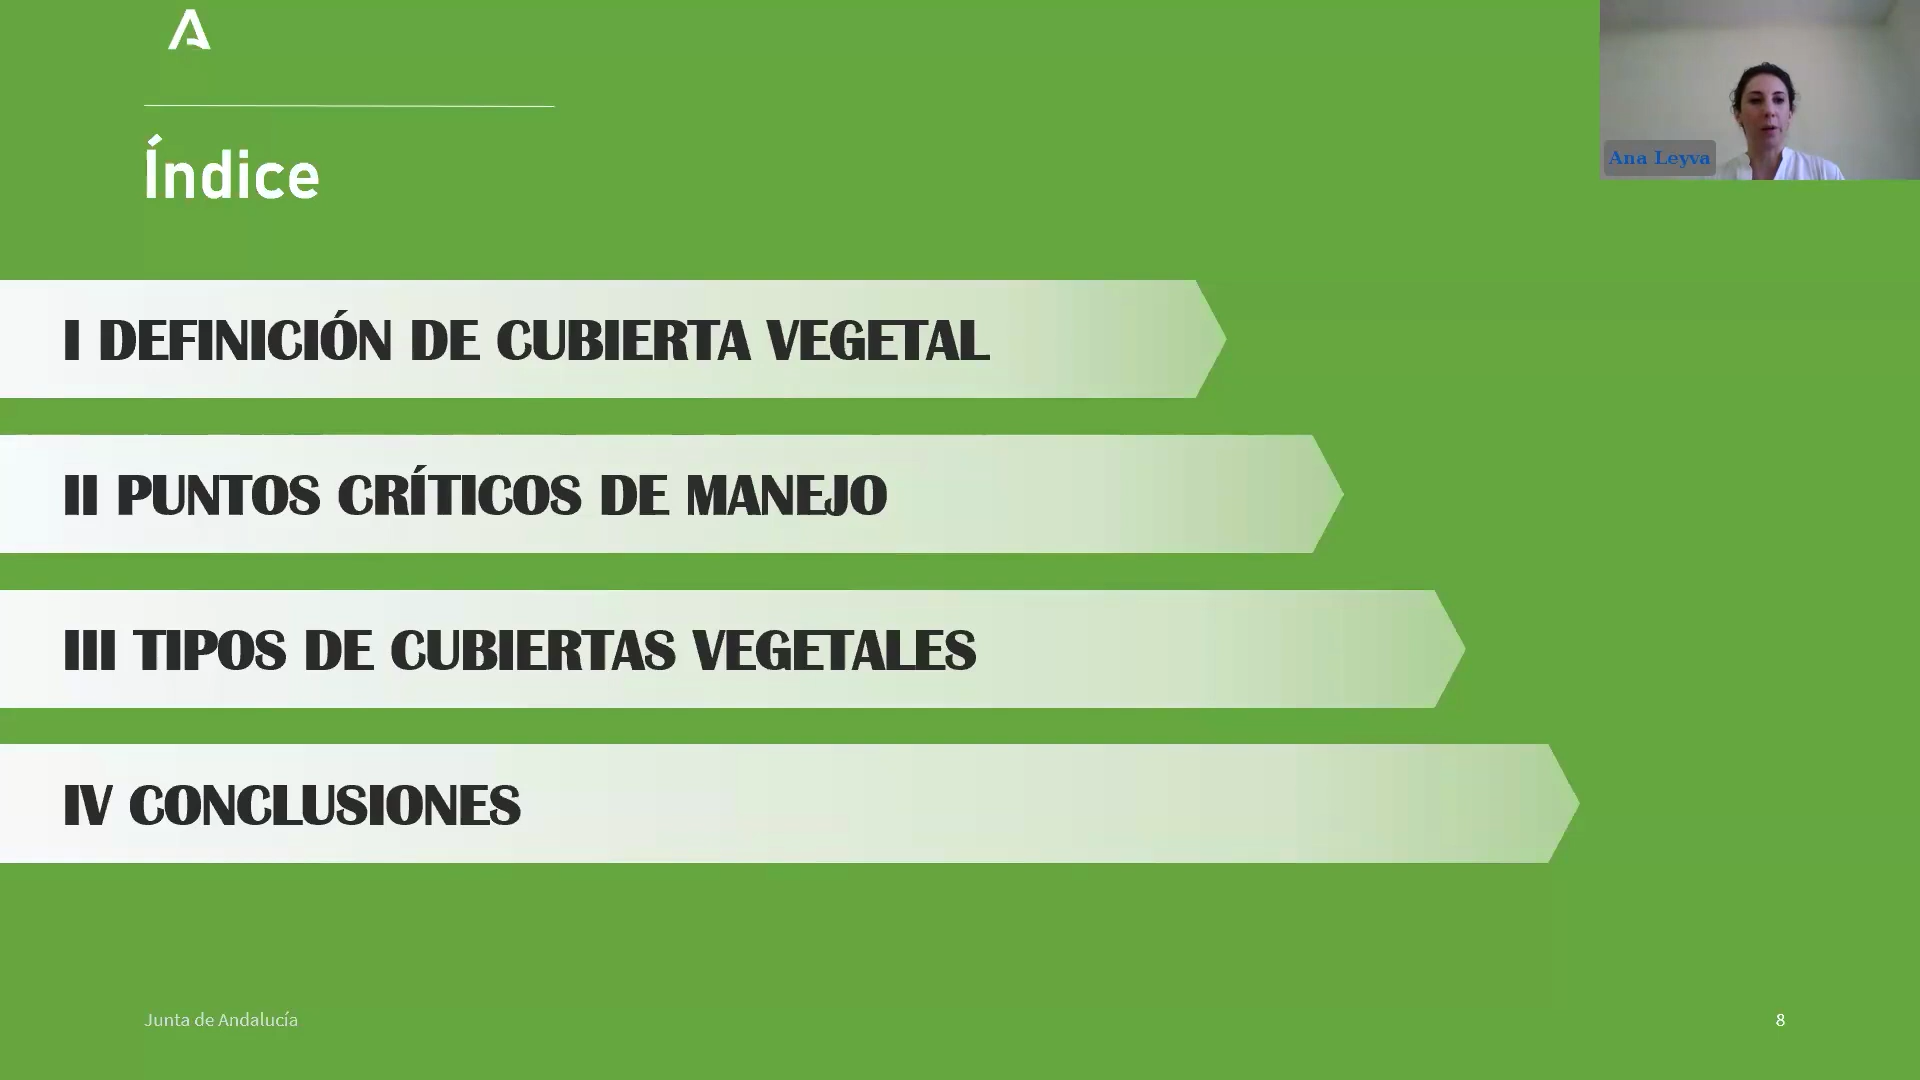 Índice
Ana Leyva
I DEFINICIÓN DE CUBIERTA VEGETAL
II PUNTOS CRÍTICOS DE MANEJO
III TIPOS DE CUBIERTAS VEGETALES
IV CONCLUSIONES
Junta de Andalucía
8